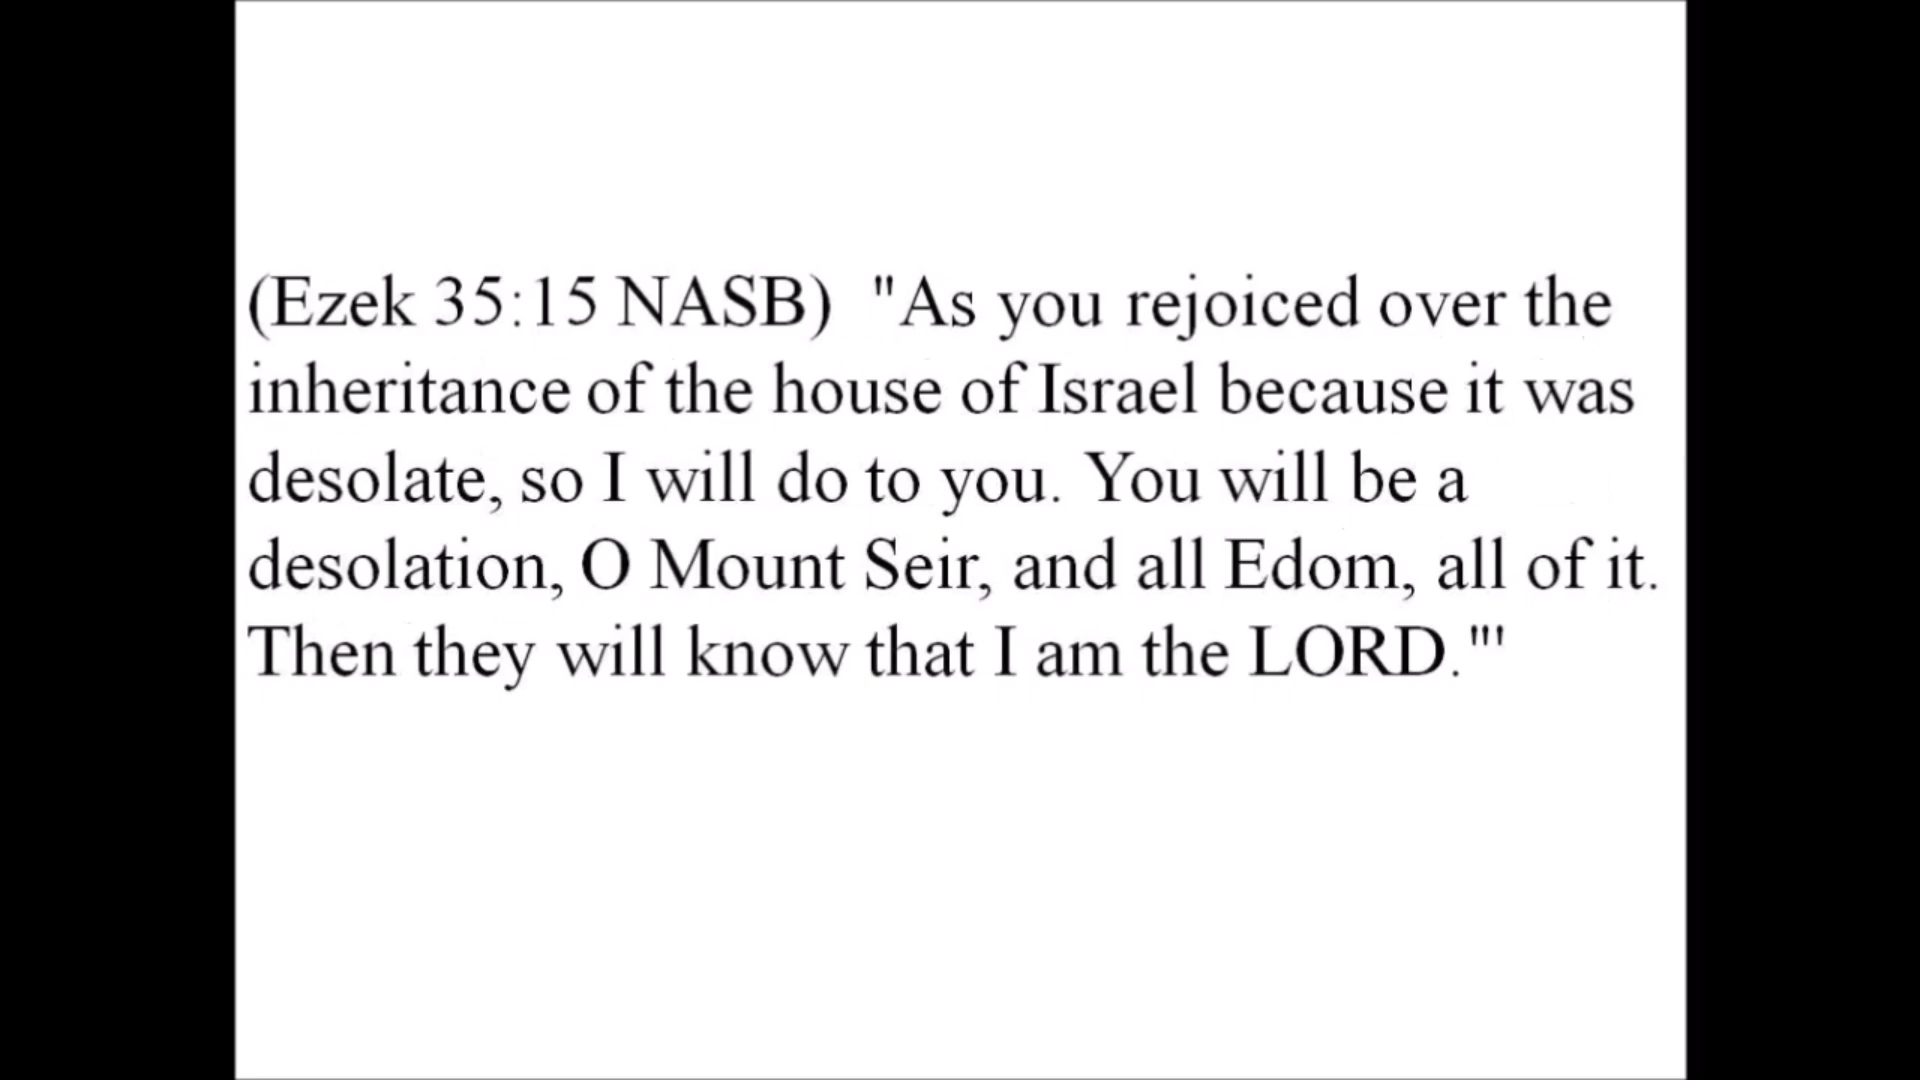 (Ezek 35:15 NASB)  "As you rejoiced over the
inheritance of the house of Israel because it was
desolate, so I will do to you. You will be a
desolation, O Mount Seir, and all Edom, all of it.
Then they will know that I am the LORD."'